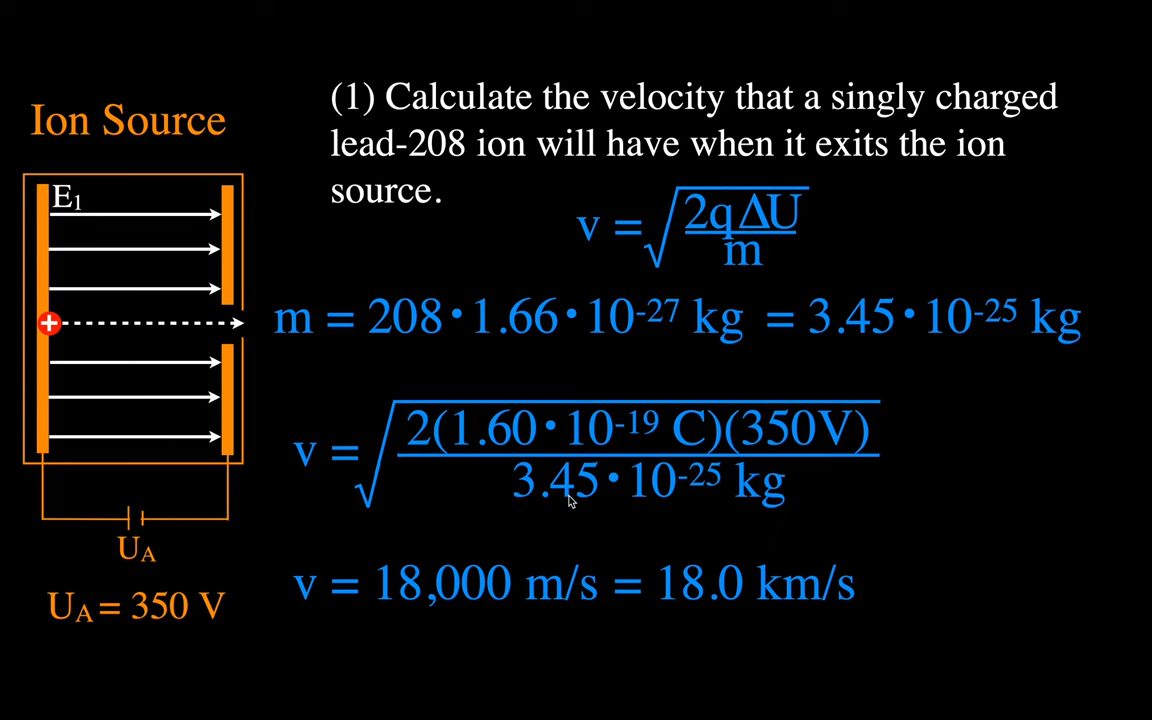 Ion Source
E₁
+
U_A
U_A = 350 V
(1) Calculate the velocity that a singly charged
lead-208 ion will have when it exits the ion
source.
v = √(2qΔU / m)
m = 208・1.66・10⁻²⁷ kg = 3.45・10⁻²⁵ kg
v = √(2(1.60・10⁻¹⁹ C)(350V) / 3.45・10⁻²⁵ kg)
v = 18,000 m/s = 18.0 km/s